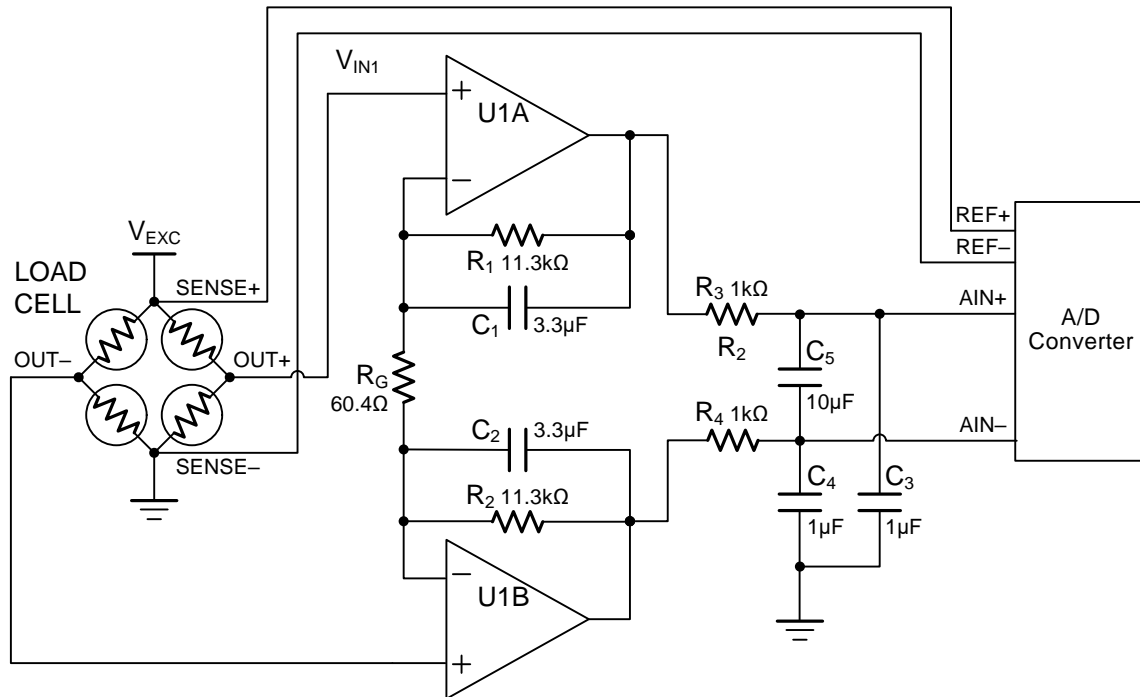 V_IN1
U1A
+
−
R1 11.3kΩ
C1 3.3µF
V_EXC
LOAD
CELL
SENSE+
OUT−
OUT+
SENSE−
RG
60.4Ω
C2 3.3µF
R2 11.3kΩ
−
U1B
+
R3 1kΩ
R2
C5
10µF
R4 1kΩ
C4
1µF
C3
1µF
REF+
REF−
AIN+
AIN−
A/D
Converter